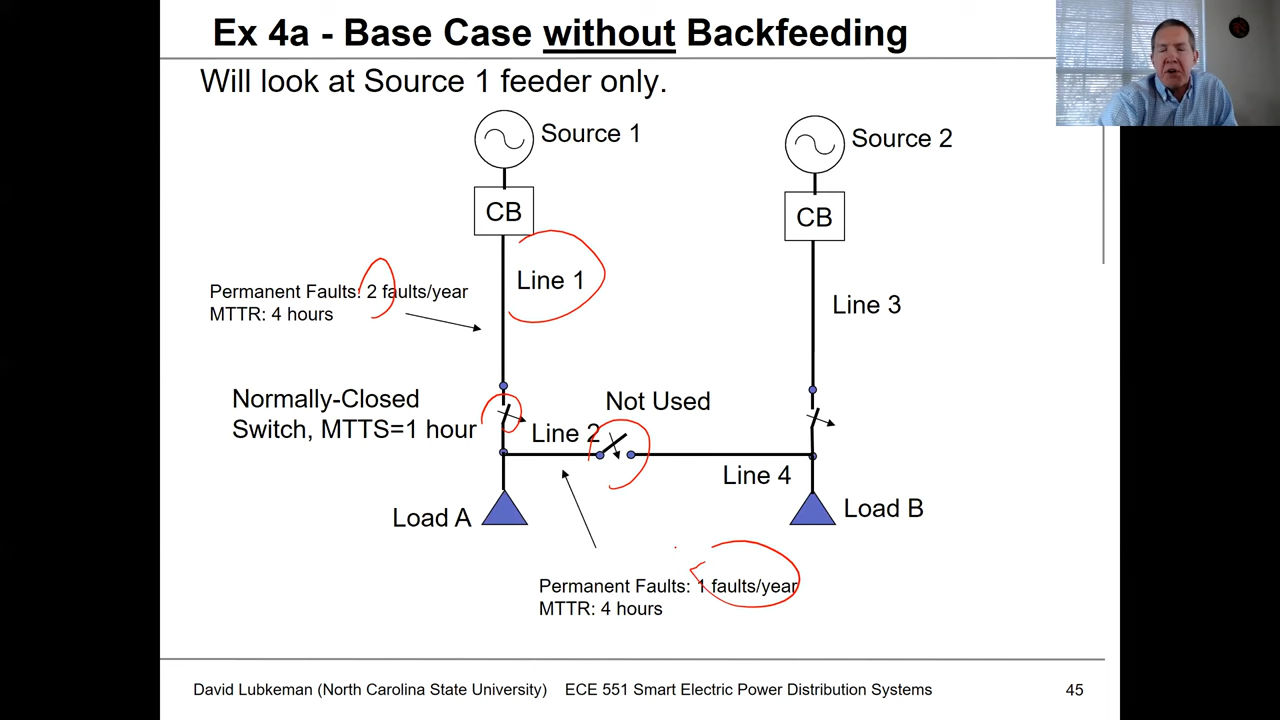 Ex 4a - Base Case without Backfeeding
Will look at Source 1 feeder only.
Source 1
Source 2
CB
CB
Line 1
Permanent Faults: 2 faults/year
MTTR: 4 hours
Line 3
Normally-Closed
Switch, MTTS=1 hour
Not Used
Line 2
Line 4
Load A
Load B
Permanent Faults: 1 faults/year
MTTR: 4 hours
David Lubkeman (North Carolina State University) ECE 551 Smart Electric Power Distribution Systems 45